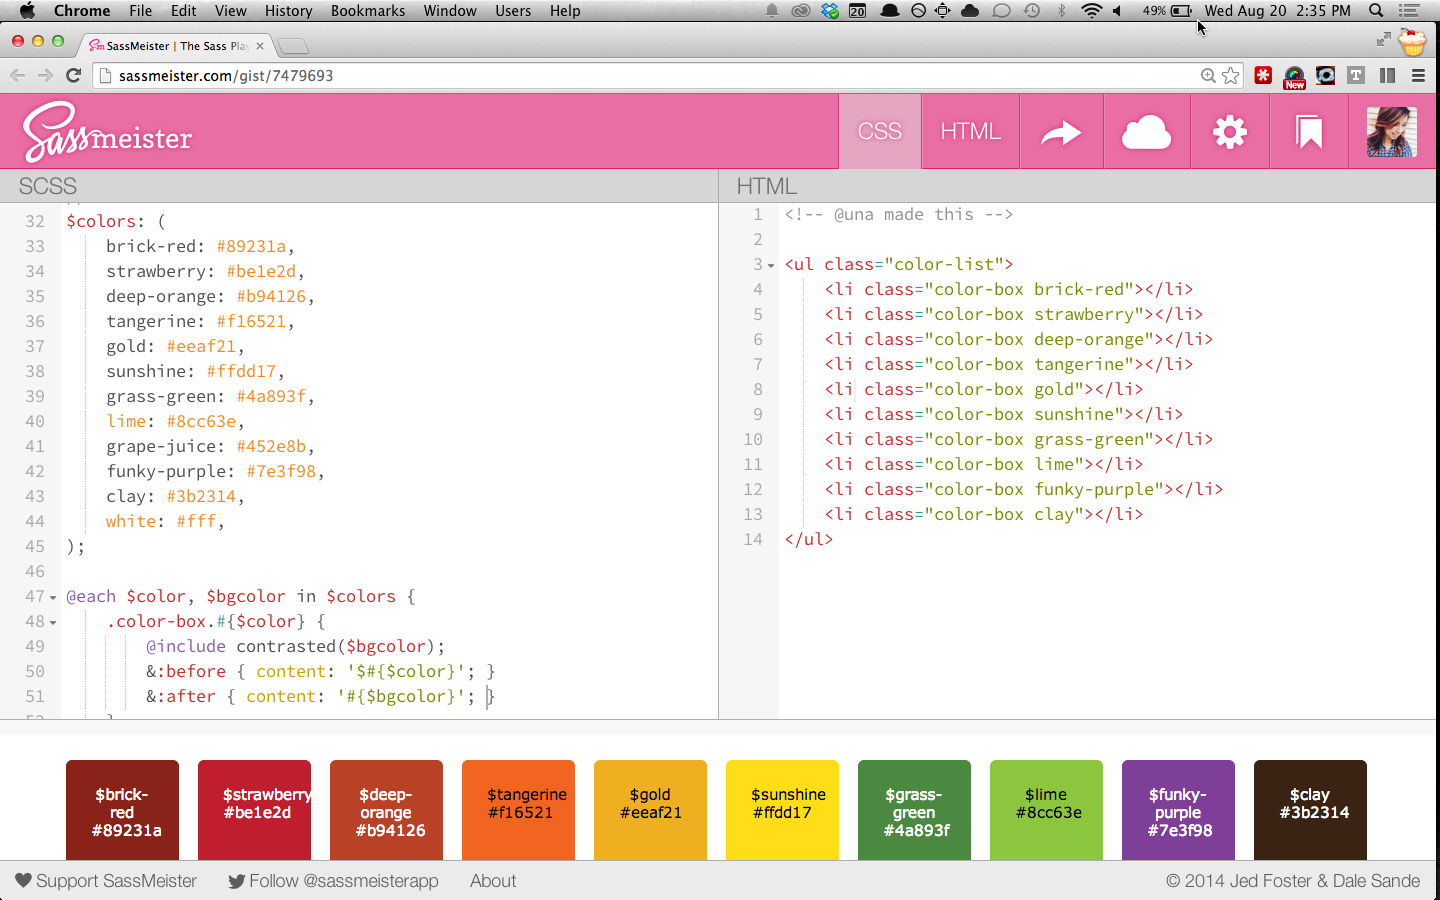 Chrome File Edit View History Bookmarks Window Users Help 20 49% Wed Aug 20 2:35 PM
SassMeister | The Sass Play
sassmeister.com/gist/7479693
New
T
Sassmeister CSS HTML
SCSS
32 $colors: (
33 brick-red: #89231a,
34 strawberry: #be1e2d,
35 deep-orange: #b94126,
36 tangerine: #f16521,
37 gold: #eeaf21,
38 sunshine: #ffdd17,
39 grass-green: #4a893f,
40 lime: #8cc63e,
41 grape-juice: #452e8b,
42 funky-purple: #7e3f98,
43 clay: #3b2314,
44 white: #fff,
45 );
46
47 @each $color, $bgcolor in $colors {
48 .color-box.#{$color} {
49 @include contrasted($bgcolor);
50 &:before { content: '$#{$color}'; }
51 &:after { content: '#{$bgcolor}'; }
HTML
1 <!-- @una made this -->
2
3 <ul class="color-list">
4 <li class="color-box brick-red"></li>
5 <li class="color-box strawberry"></li>
6 <li class="color-box deep-orange"></li>
7 <li class="color-box tangerine"></li>
8 <li class="color-box gold"></li>
9 <li class="color-box sunshine"></li>
10 <li class="color-box grass-green"></li>
11 <li class="color-box lime"></li>
12 <li class="color-box funky-purple"></li>
13 <li class="color-box clay"></li>
14 </ul>
$brick-
red
#89231a
$strawberry
#be1e2d
$deep-
orange
#b94126
$tangerine
#f16521
$gold
#eeaf21
$sunshine
#ffdd17
$grass-
green
#4a893f
$lime
#8cc63e
$funky-
purple
#7e3f98
$clay
#3b2314
Support SassMeister Follow @sassmeisterapp About © 2014 Jed Foster & Dale Sande